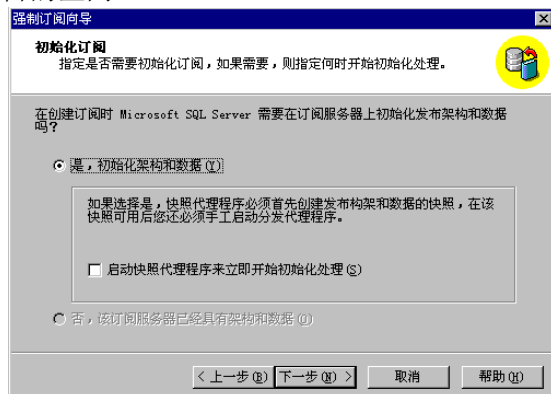 强制订阅向导
初始化订阅
指定是否需要初始化订阅，如果需要，则指定何时开始初始化处理。
在创建订阅时 Microsoft SQL Server 需要在订阅服务器上初始化发布架构和数据
吗?
是，初始化架构和数据(Y)
如果选择是，快照代理程序必须首先创建发布构架和数据的快照，在该
快照可用后您还必须手工启动分发代理程序。
启动快照代理程序来立即开始初始化处理(S)
否，该订阅服务器已经具有架构和数据(O)
< 上一步(B) 下一步(N) > 取消 帮助(H)